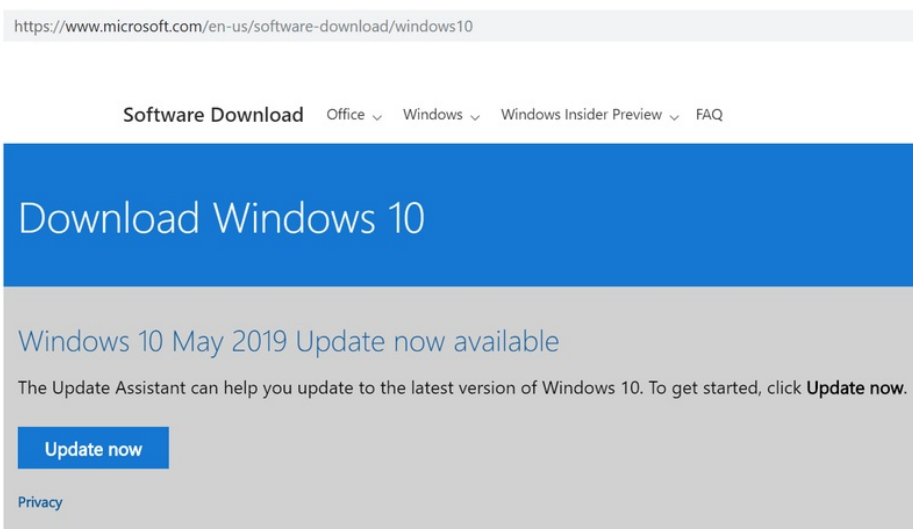 https://www.microsoft.com/en-us/software-download/windows10
Software Download Office Windows Windows Insider Preview FAQ
Download Windows 10
Windows 10 May 2019 Update now available
The Update Assistant can help you update to the latest version of Windows 10. To get started, click Update now.
Update now
Privacy